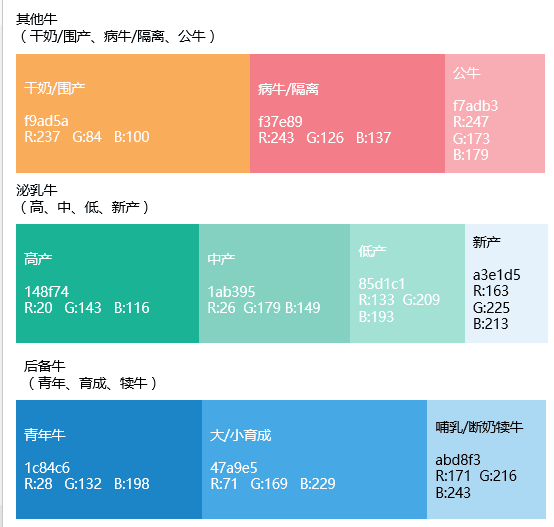 其他牛
（干奶/围产、病牛/隔离、公牛）
干奶/围产
f9ad5a
R:237 G:84 B:100
病牛/隔离
f37e89
R:243 G:126 B:137
公牛
f7adb3
R:247
G:173
B:179
泌乳牛
（高、中、低、新产）
高产
148f74
R:20 G:143 B:116
中产
1ab395
R:26 G:179 B:149
低产
85d1c1
R:133 G:209
B:193
新产
a3e1d5
R:163
G:225
B:213
后备牛
（青年、育成、犊牛）
青年牛
1c84c6
R:28 G:132 B:198
大/小育成
47a9e5
R:71 G:169 B:229
哺乳/断奶犊牛
abd8f3
R:171 G:216
B:243